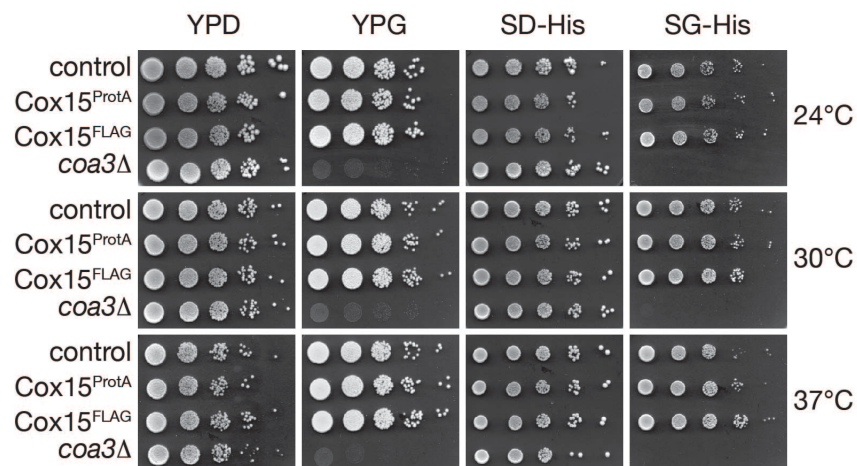 YPD YPG SD-His SG-His
control
Cox15ProtA
Cox15FLAG
coa3Δ
24°C
control
Cox15ProtA
Cox15FLAG
coa3Δ
30°C
control
Cox15ProtA
Cox15FLAG
coa3Δ
37°C